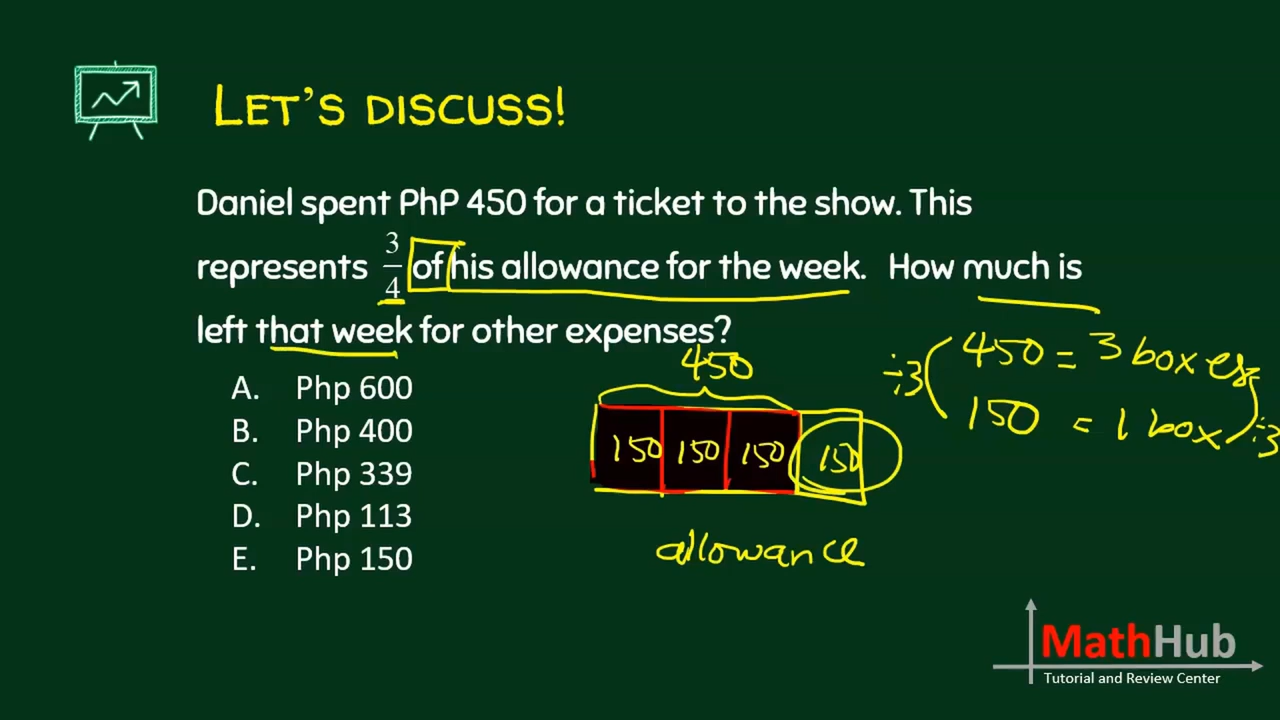 LET'S DISCUSS!
Daniel spent PhP 450 for a ticket to the show. This
represents 3/4 of his allowance for the week. How much is
left that week for other expenses?
A. Php 600
B. Php 400
C. Php 339
D. Php 113
E. Php 150
450
150 150 150 150
allowance
÷3 450 = 3 boxes
150 = 1 box ÷3
MathHub
Tutorial and Review Center